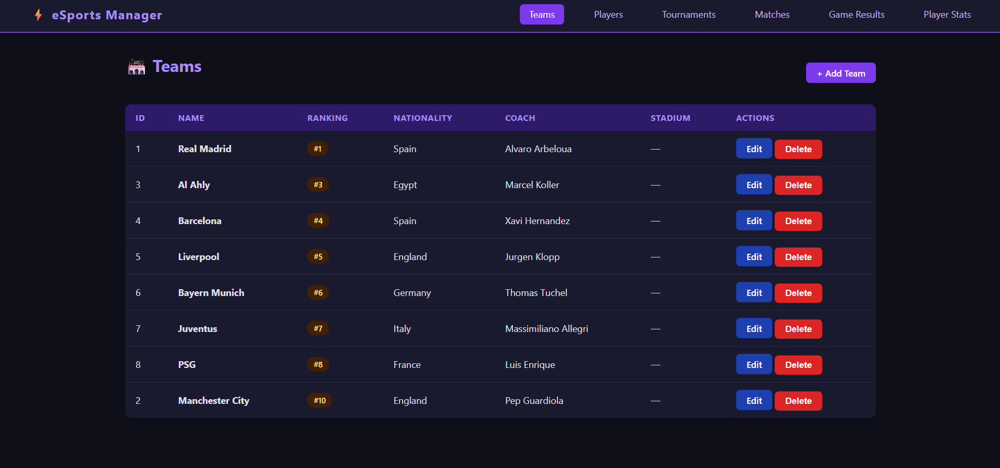 eSports Manager Teams Players Tournaments Matches Game Results Player Stats
Teams
+ Add Team
ID NAME RANKING NATIONALITY COACH STADIUM ACTIONS
1 Real Madrid #1 Spain Alvaro Arbeloua — Edit Delete
3 Al Ahly #3 Egypt Marcel Koller — Edit Delete
4 Barcelona #4 Spain Xavi Hernandez — Edit Delete
5 Liverpool #5 England Jurgen Klopp — Edit Delete
6 Bayern Munich #6 Germany Thomas Tuchel — Edit Delete
7 Juventus #7 Italy Massimiliano Allegri — Edit Delete
8 PSG #8 France Luis Enrique — Edit Delete
2 Manchester City #10 England Pep Guardiola — Edit Delete